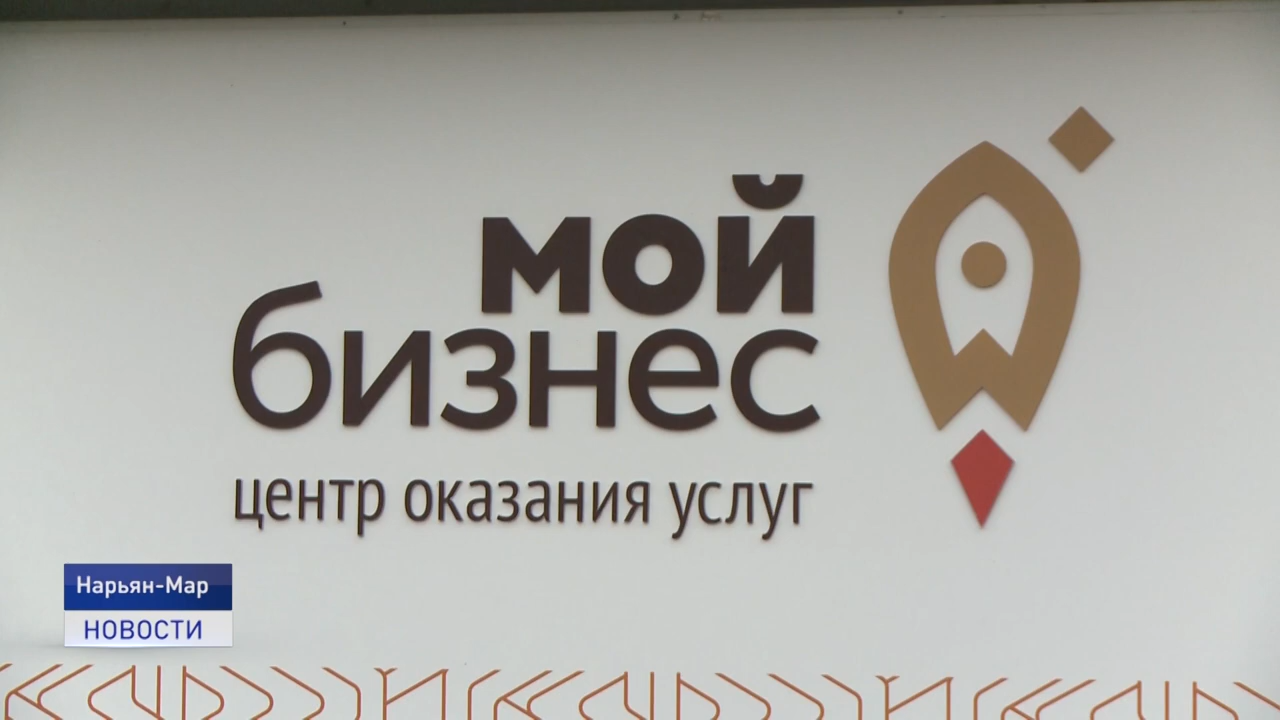 мой
бизнес
центр оказания услуг
Нарьян-Мар
НОВОСТИ